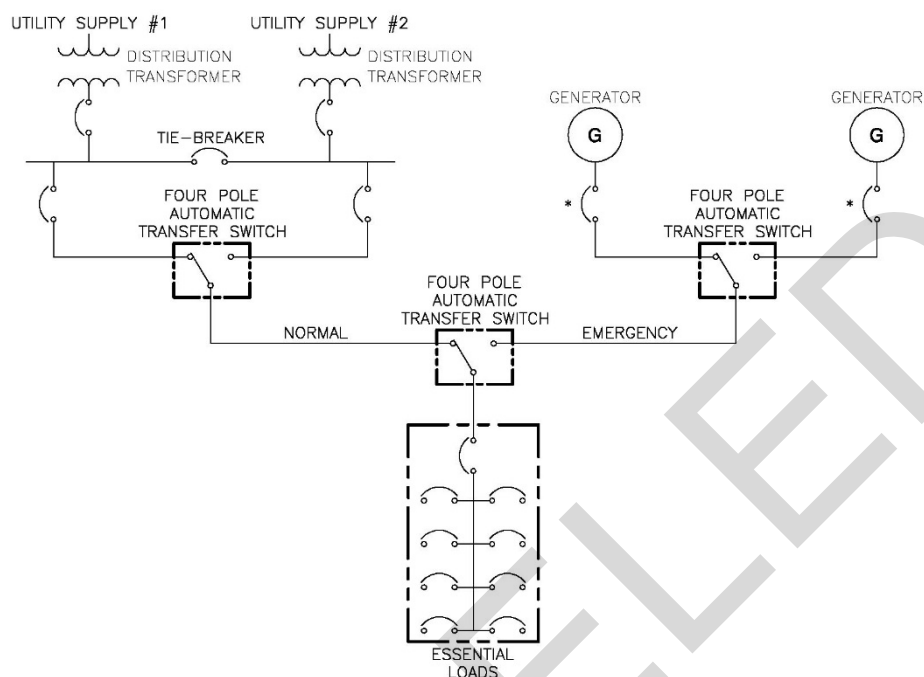 UTILITY SUPPLY #1
UTILITY SUPPLY #2
DISTRIBUTION
TRANSFORMER
DISTRIBUTION
TRANSFORMER
GENERATOR
GENERATOR
G
G
TIE-BREAKER
FOUR POLE
AUTOMATIC
TRANSFER SWITCH
*
FOUR POLE
AUTOMATIC
TRANSFER SWITCH
*
FOUR POLE
AUTOMATIC
TRANSFER SWITCH
NORMAL
EMERGENCY
ESSENTIAL
LOADS
ELED